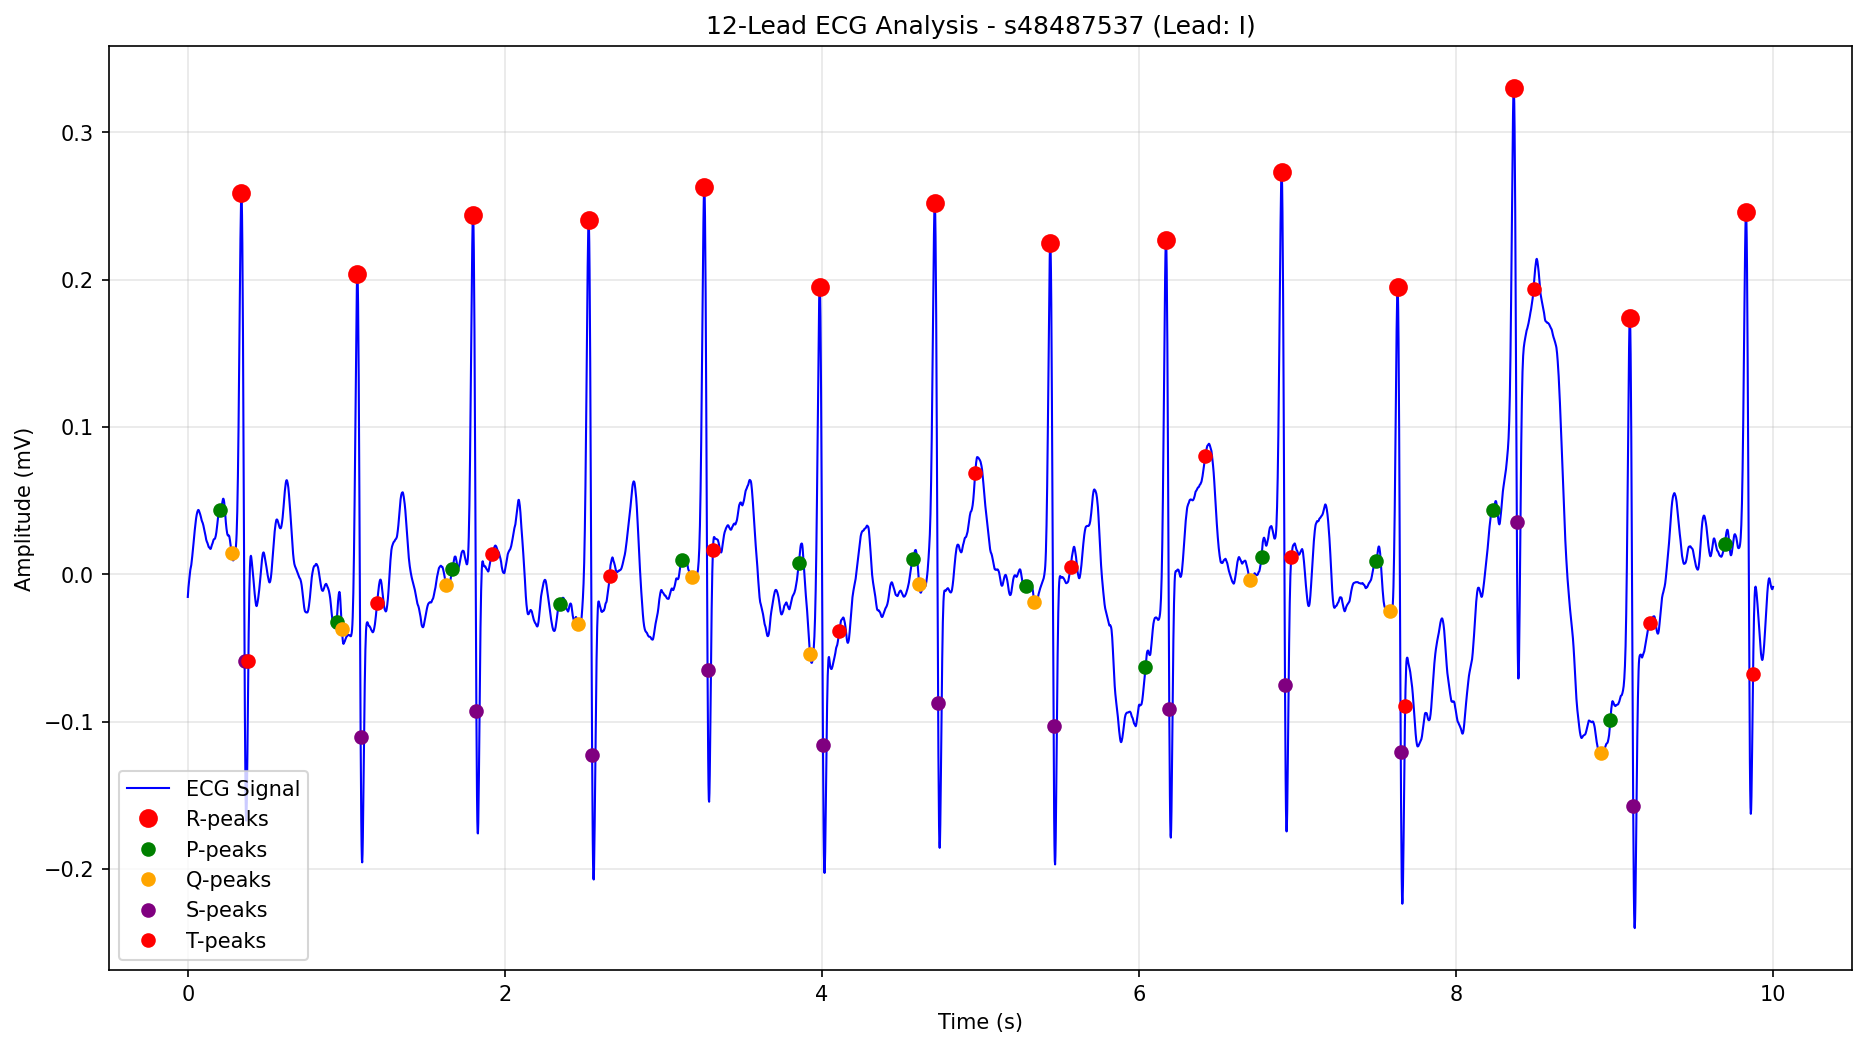 12-Lead ECG Analysis - s48487537 (Lead: I)
Amplitude (mV)
0.3
0.2
0.1
0.0
−0.1
−0.2
ECG Signal
R-peaks
P-peaks
Q-peaks
S-peaks
T-peaks
0 2 4 6 8 10
Time (s)